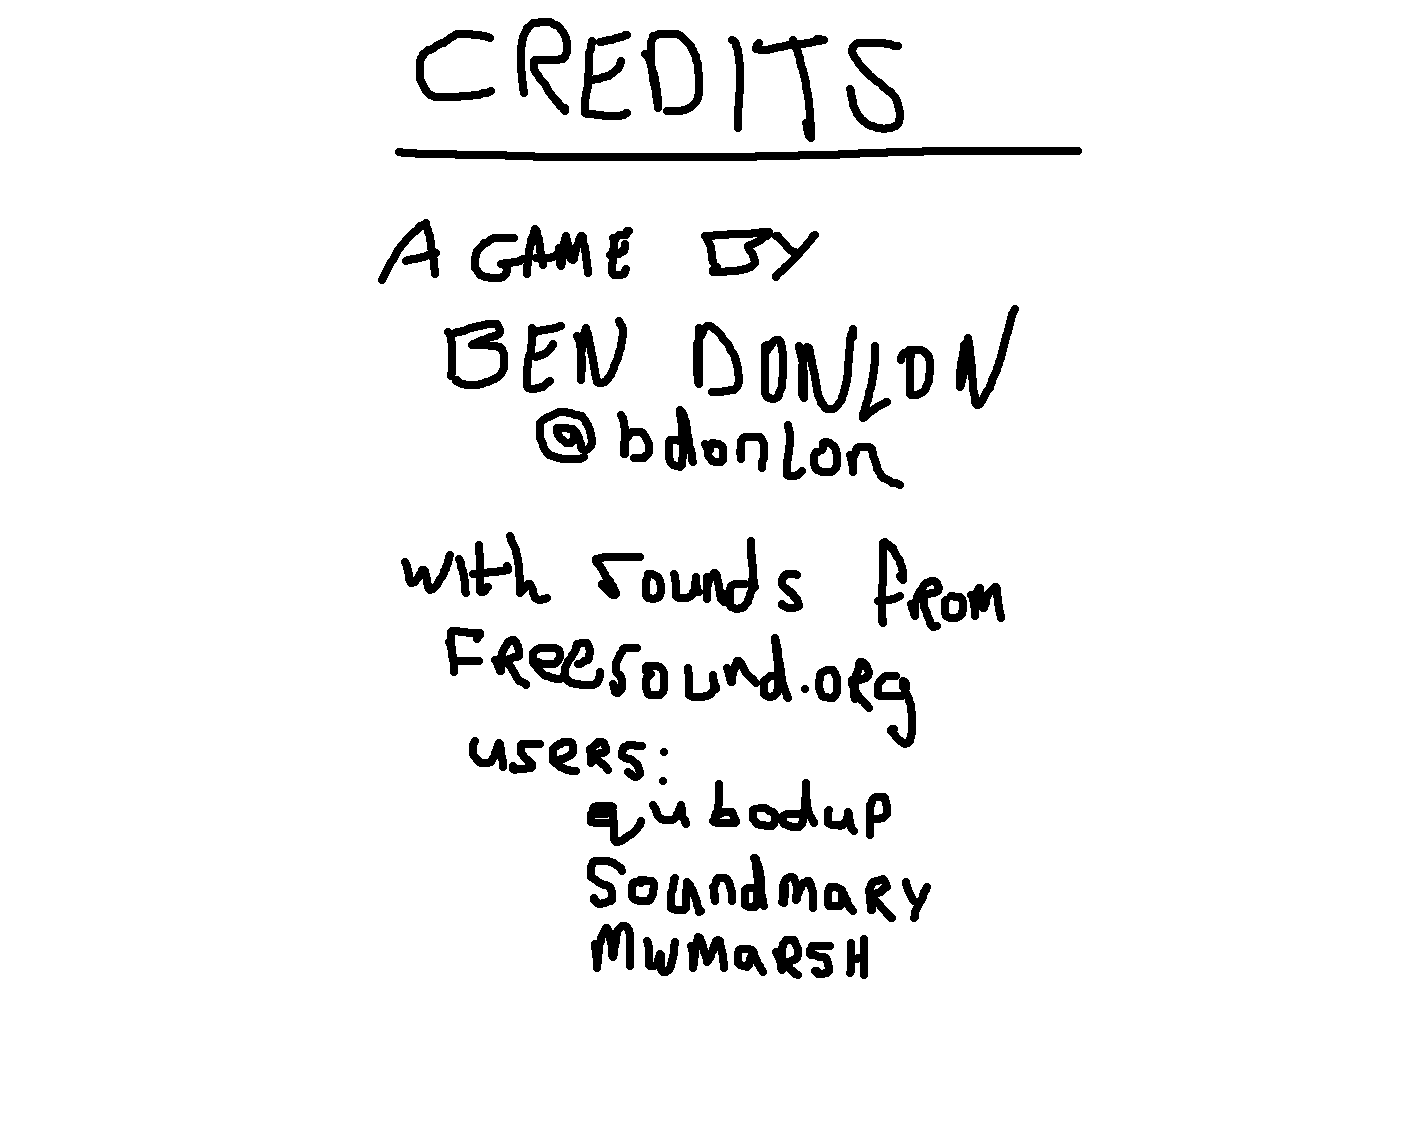 CREDITS
A GAME BY
BEN DONLON
@bdonlon
with sounds from
FReesound.oRg
useRs:
qubodup
SoundmaRy
MWMaRSH